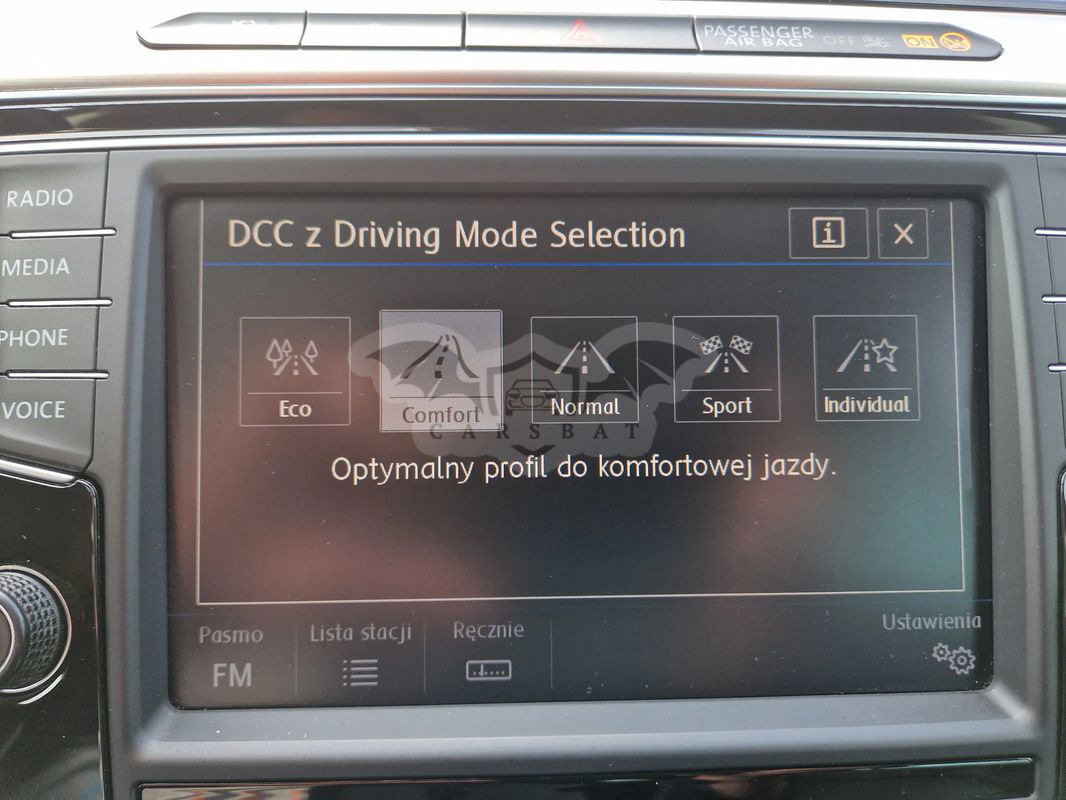 PASSENGER
AIR BAG OFF ON
RADIO
MEDIA
PHONE
VOICE
DCC z Driving Mode Selection
i X
Eco Comfort Normal Sport Individual
CARSBAT
Optymalny profil do komfortowej jazdy.
Pasmo Lista stacji Ręcznie Ustawienia
FM